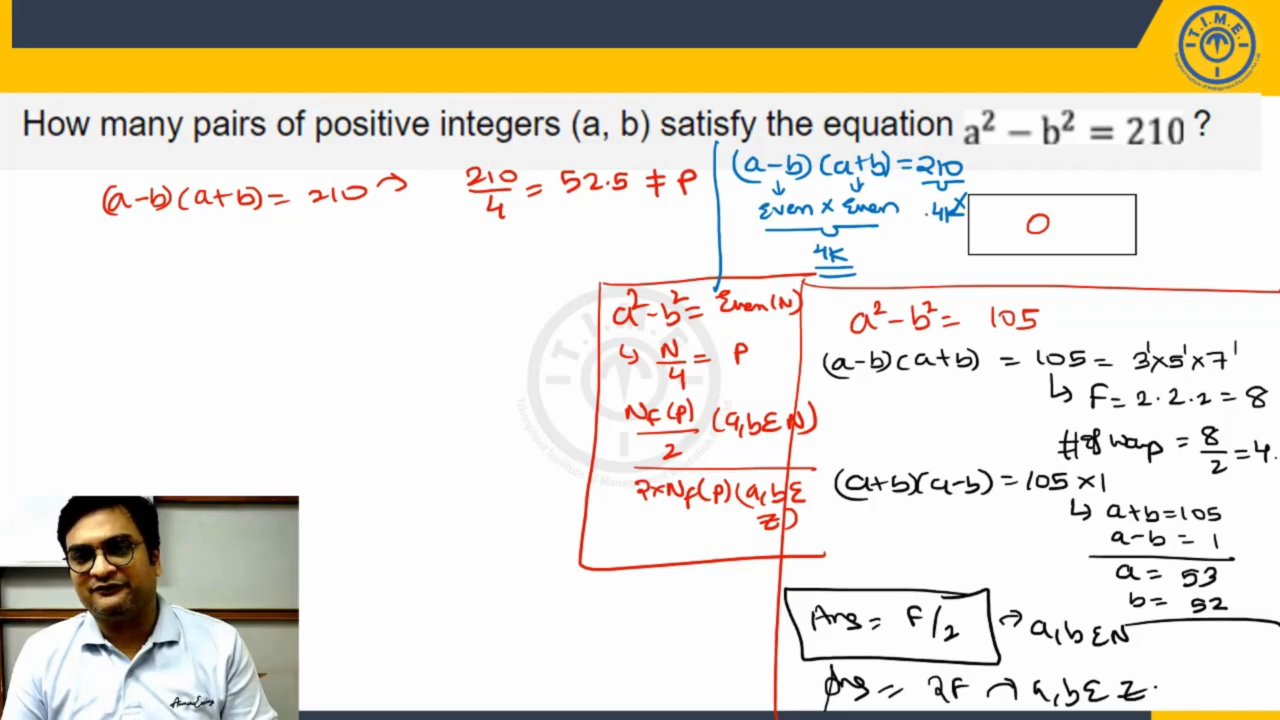 T.I.M.E.
How many pairs of positive integers (a, b) satisfy the equation a² − b² = 210 ?
(a-b)(a+b) = 210 → 210/4 = 52.5 ≠ P
(a-b)(a+b) = 210
↓ ↓
Even x Even .4K x
4K
0
a²-b² = Even(N)
↳ N/4 = P
NF(P)/2 (a,b ∈ N)
2xNF(P) (a,b ∈ Z)
a²-b² = 105
(a-b)(a+b) = 105 = 3¹x5¹x7¹
↳ F = 2.2.2 = 8
# of ways = 8/2 = 4.
(a+b)(a-b) = 105 x 1
↳ a+b=105
a-b = 1
a = 53
b = 52
Ans = F/2 → a,b ∈ N
Ans = 2F → a,b ∈ Z.